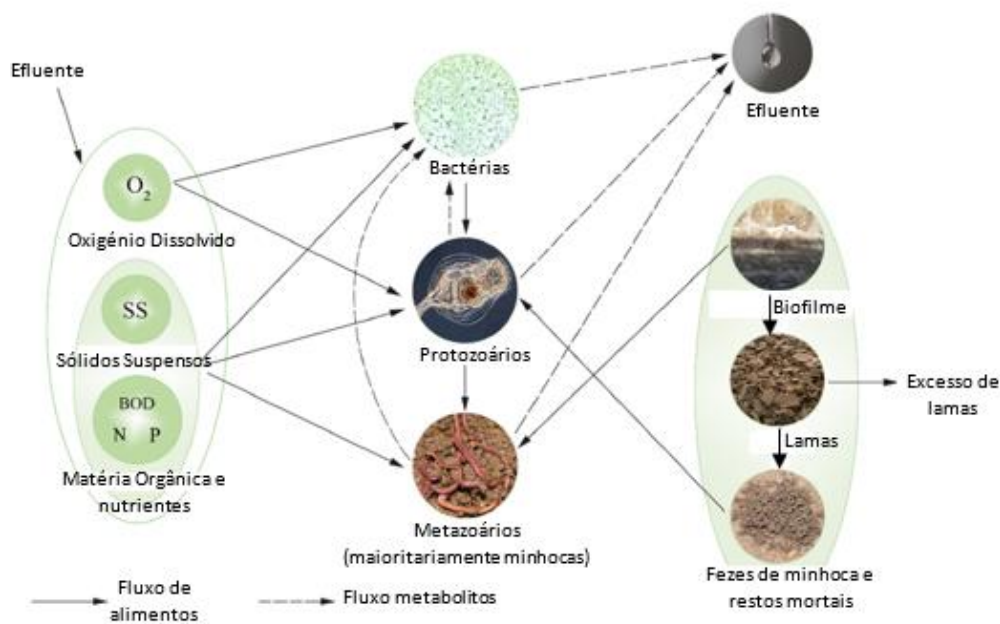 Efluente
O2
Oxigénio Dissolvido
SS
Sólidos Suspensos
BOD
N P
Matéria Orgânica e
nutrientes
Bactérias
Protozoários
Metazoários
(maioritariamente minhocas)
Efluente
Biofilme
Excesso de
lamas
Lamas
Fezes de minhoca e
restos mortais
Fluxo de
alimentos
Fluxo metabolitos